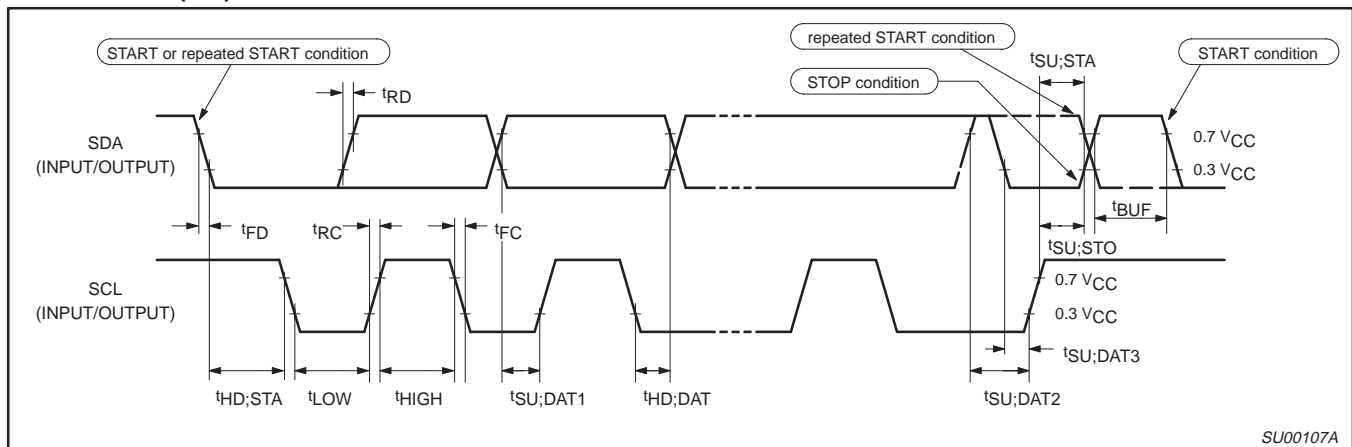 START or repeated START condition
repeated START condition
START condition
tSU;STA
STOP condition
tRD
SDA
(INPUT/OUTPUT)
0.7 VCC
0.3 VCC
tBUF
tFD
tRC
tFC
tSU;STO
SCL
(INPUT/OUTPUT)
0.7 VCC
0.3 VCC
tSU;DAT3
tHD;STA
tLOW
tHIGH
tSU;DAT1
tHD;DAT
tSU;DAT2
SU00107A